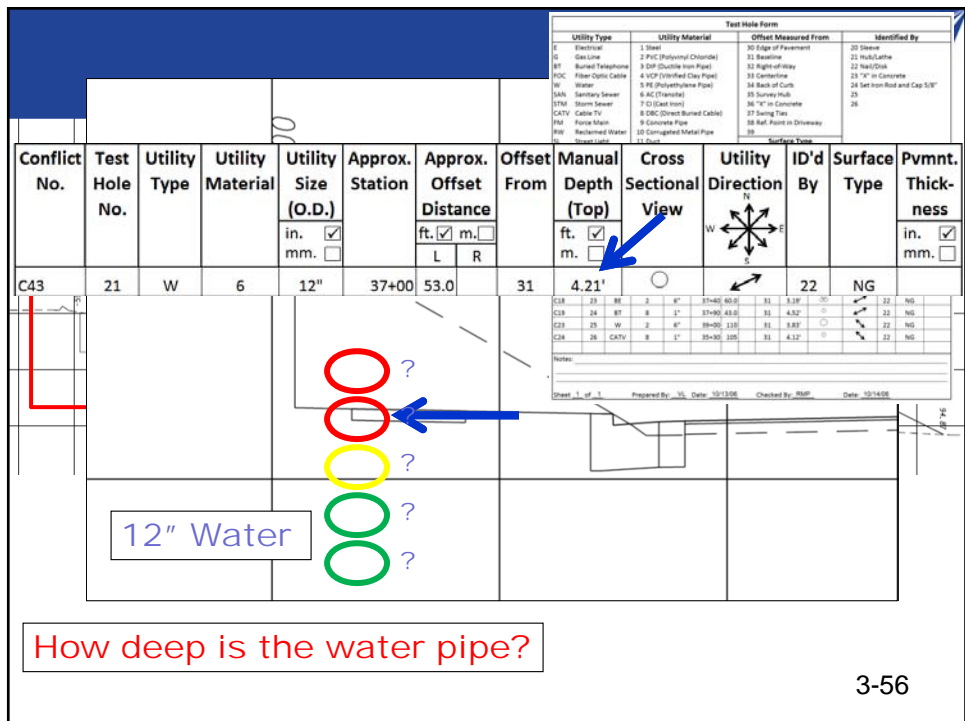 Test Hole Form
Utility Type Utility Material Offset Measured From Identified By
E Electrical 1 Steel 30 Edge of Pavement 20 Sleeve
G Gas Line 2 PVC (Polyvinyl Chloride) 31 Baseline 21 Hub/Lathe
BT Buried Telephone 3 DIP (Ductile Iron Pipe) 32 Right-of-Way 22 Nail/Disk
FOC Fiber Optic Cable 4 VCP (Vitrified Clay Pipe) 33 Centerline 23 "X" in Concrete
W Water 5 PE (Polyethylene Pipe) 34 Back of Curb 24 Set Iron Rod and Cap 5/8"
SAN Sanitary Sewer 6 AC (Transite) 35 Survey Hub 25
STM Storm Sewer 7 CI (Cast Iron) 36 "X" in Concrete 26
CATV Cable TV 8 DBC (Direct Buried Cable) 37 Swing Ties
FM Force Main 9 Concrete Pipe 38 Ref. Point in Driveway
RW Reclaimed Water 10 Corrugated Metal Pipe 39
SL Street Light 11 Duct Surface Type
Conflict Test Utility Utility Utility Approx. Approx. Offset Manual Cross Utility ID'd Surface Pvmnt.
No. Hole Type Material Size Station Offset From Depth Sectional Direction By Type Thick-
No. (O.D.) Distance (Top) View N ness
in. ft. m. ft. W E in.
mm. L R m. S mm.
C43 21 W 6 12" 37+00 53.0 31 4.21' 22 NG
C18 23 BE 2 6" 37+40 60.0 31 3.19' 22 NG
C19 24 BT 8 1" 37+90 43.0 31 4.52' 22 NG
C23 25 W 2 6" 39+00 110 31 3.83' 22 NG
C24 26 CATV 8 1" 35+30 105 31 4.12' 22 NG
Notes:
Sheet 1 of 1 Prepared By: VL Date: 10/13/06 Checked By: RMP Date: 10/14/06
?
?
?
?
?
94.87
12" Water
How deep is the water pipe?
3-56